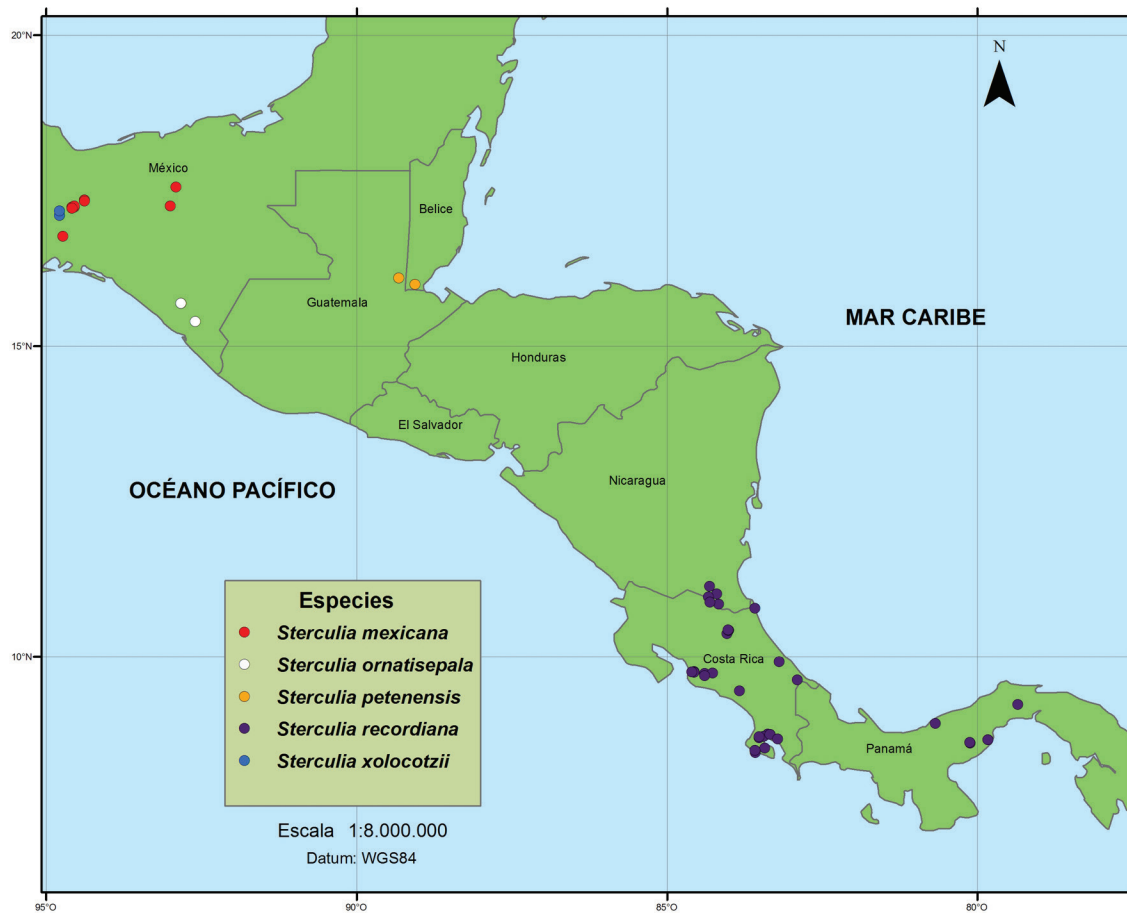 20°N
N
México
Belice
Guatemala
MAR CARIBE
15°N
Honduras
El Salvador
Nicaragua
OCÉANO PACÍFICO
Especies
Sterculia mexicana
Sterculia ornatisepala
Sterculia petenensis
Sterculia recordiana
Sterculia xolocotzii
10°N
Costa Rica
Panamá
Escala 1:8.000.000
Datum: WGS84
95°O
90°O
85°O
80°O